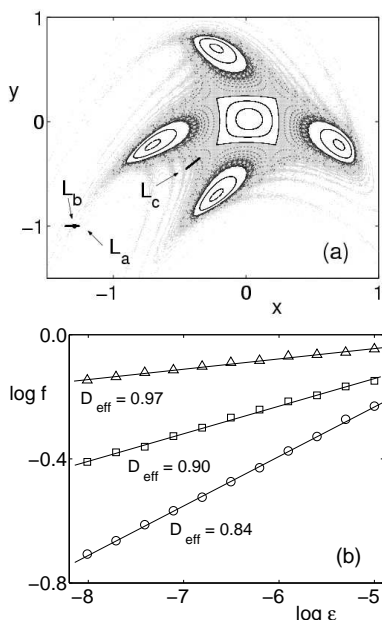 1
y
0
L_b
L_c
−1
L_a
(a)
−1
0
x
1
0.0
log f
D_eff = 0.97
−0.4
D_eff = 0.90
D_eff = 0.84
(b)
−0.8
−8
−7
−6
−5
log ε